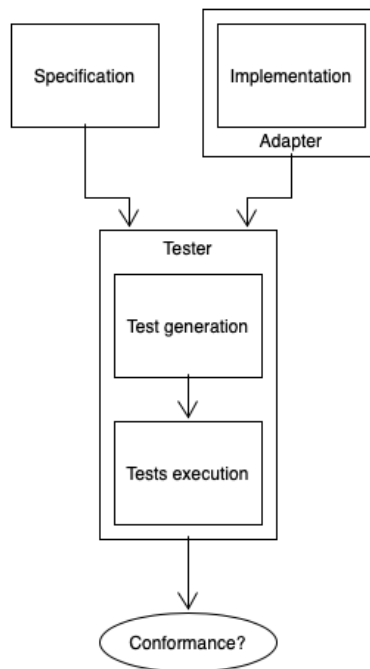 Specification
Implementation
Adapter
Tester
Test generation
Tests execution
Conformance?